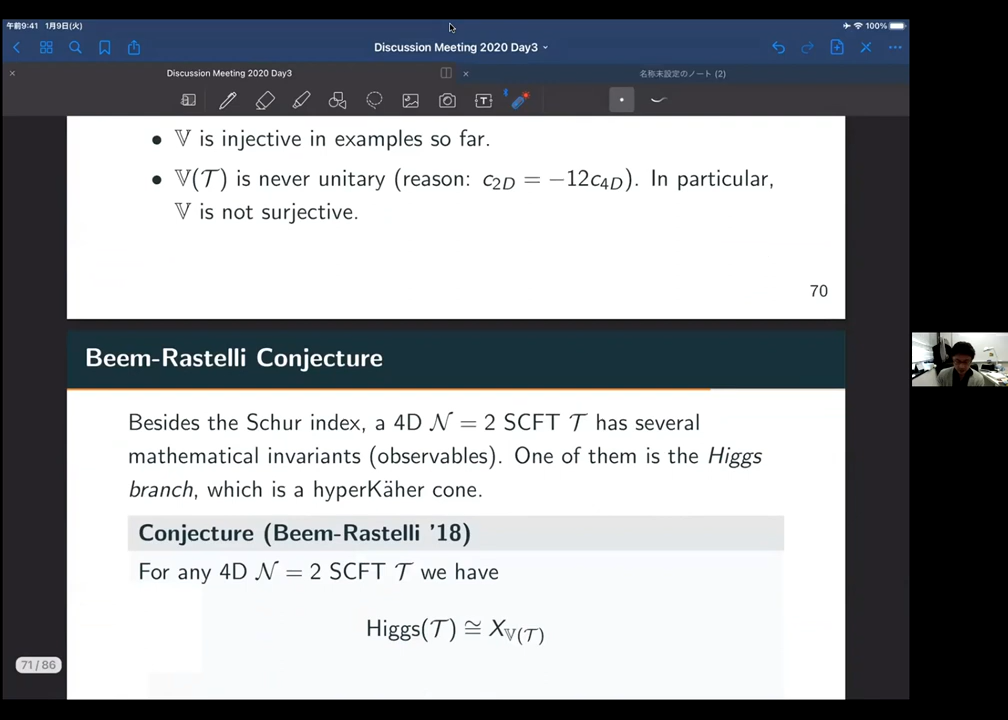 午前9:41 1月9日(火)
100%
Discussion Meeting 2020 Day3
Discussion Meeting 2020 Day3
名称未設定のノート (2)
• 𝕍 is injective in examples so far.
• 𝕍(𝒯) is never unitary (reason: c₂D = −12c₄D). In particular,
𝕍 is not surjective.
70
Beem-Rastelli Conjecture
Besides the Schur index, a 4D 𝒩 = 2 SCFT 𝒯 has several
mathematical invariants (observables). One of them is the Higgs
branch, which is a hyperKäher cone.
Conjecture (Beem-Rastelli '18)
For any 4D 𝒩 = 2 SCFT 𝒯 we have
Higgs(𝒯) ≅ X_𝕍(𝒯)
71 / 86